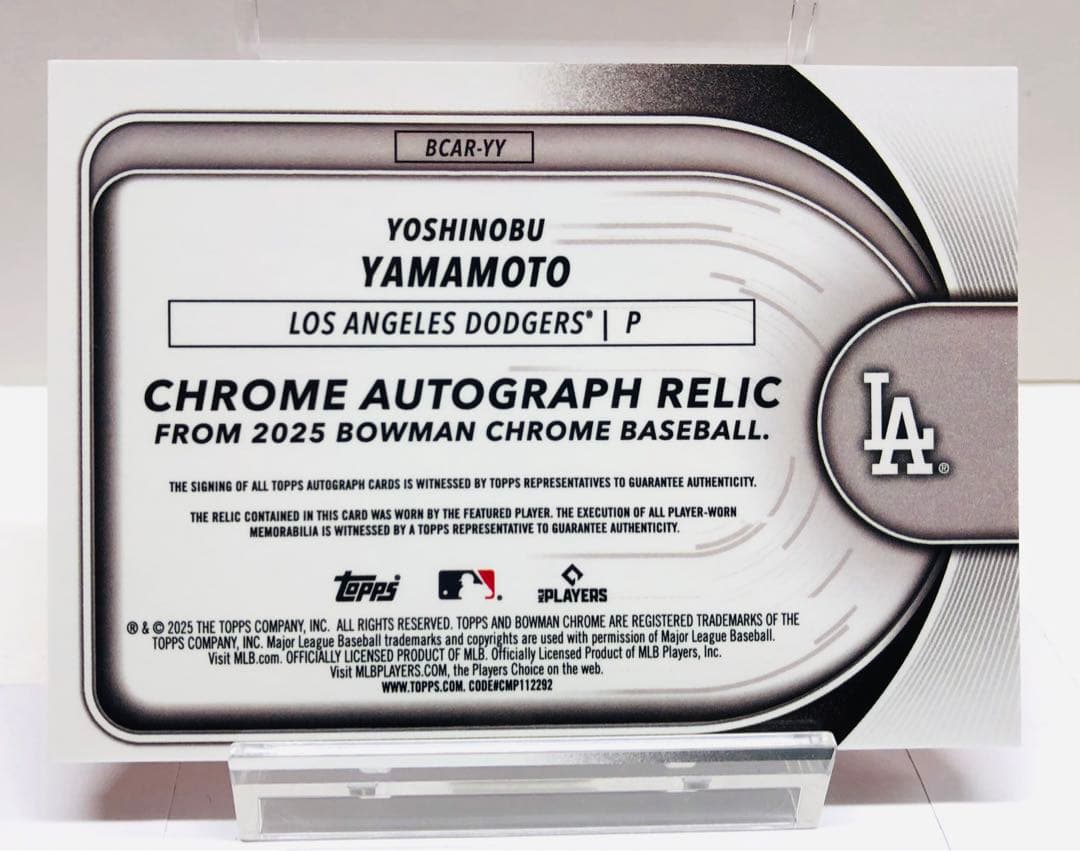 BCAR-YY
YOSHINOBU
YAMAMOTO
LOS ANGELES DODGERS® | P
CHROME AUTOGRAPH RELIC
FROM 2025 BOWMAN CHROME BASEBALL.
LA®
THE SIGNING OF ALL TOPPS AUTOGRAPH CARDS IS WITNESSED BY TOPPS REPRESENTATIVES TO GUARANTEE AUTHENTICITY.
THE RELIC CONTAINED IN THIS CARD WAS WORN BY THE FEATURED PLAYER. THE EXECUTION OF ALL PLAYER-WORN
MEMORABILIA IS WITNESSED BY A TOPPS REPRESENTATIVE TO GUARANTEE AUTHENTICITY.
topps
MLB PLAYERS
® & © 2025 THE TOPPS COMPANY, INC. ALL RIGHTS RESERVED. TOPPS AND BOWMAN CHROME ARE REGISTERED TRADEMARKS OF THE
TOPPS COMPANY, INC. Major League Baseball trademarks and copyrights are used with permission of Major League Baseball.
Visit MLB.com. OFFICIALLY LICENSED PRODUCT OF MLB. Officially Licensed Product of MLB Players, Inc.
Visit MLBPLAYERS.COM, the Players Choice on the web.
WWW.TOPPS.COM. CODE#CMP112292